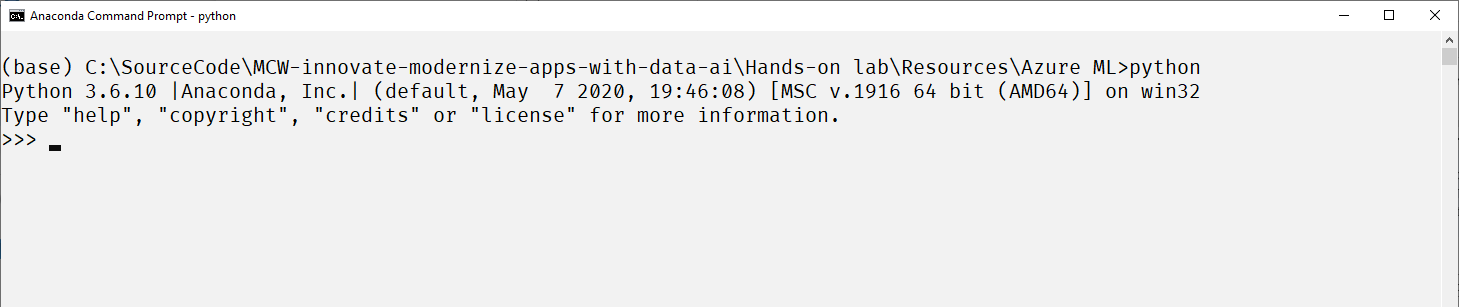 Anaconda Command Prompt - python
(base) C:\SourceCode\MCW-innovate-modernize-apps-with-data-ai\Hands-on lab\Resources\Azure ML>python
Python 3.6.10 |Anaconda, Inc.| (default, May  7 2020, 19:46:08) [MSC v.1916 64 bit (AMD64)] on win32
Type "help", "copyright", "credits" or "license" for more information.
>>> _